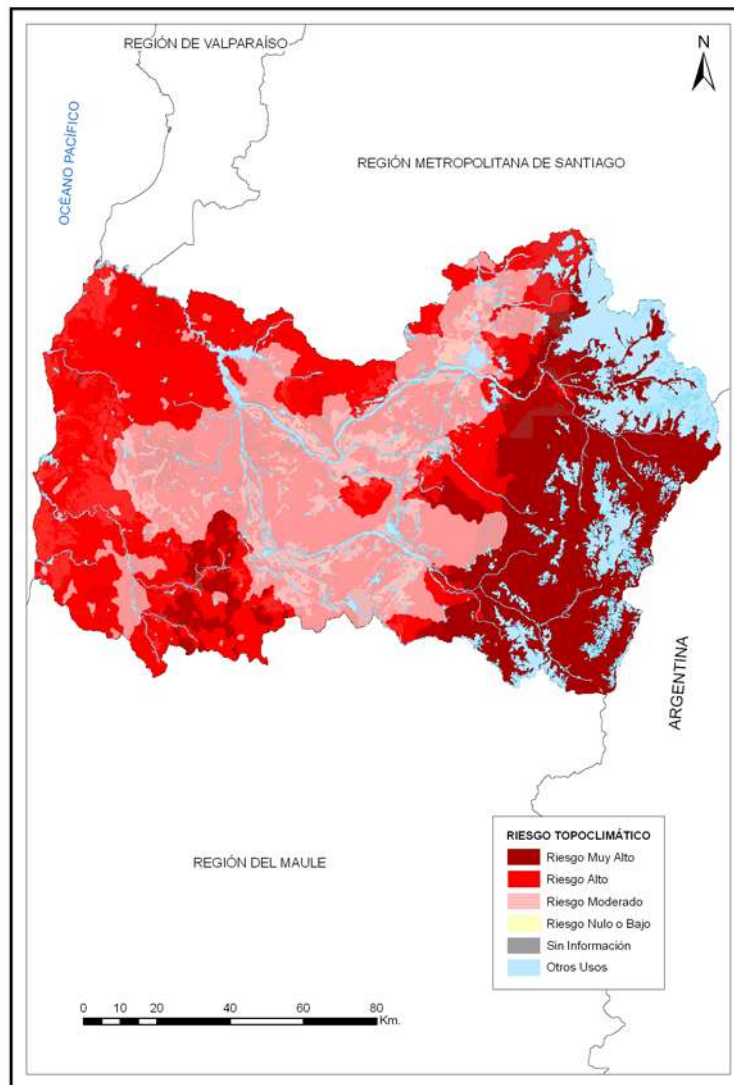 REGIÓN DE VALPARAÍSO
N
OCÉANO PACÍFICO
REGIÓN METROPOLITANA DE SANTIAGO
ARGENTINA
REGIÓN DEL MAULE
RIESGO TOPOCLIMÁTICO
Riesgo Muy Alto
Riesgo Alto
Riesgo Moderado
Riesgo Nulo o Bajo
Sin Información
Otros Usos
0 10 20 40 60 80
Km.